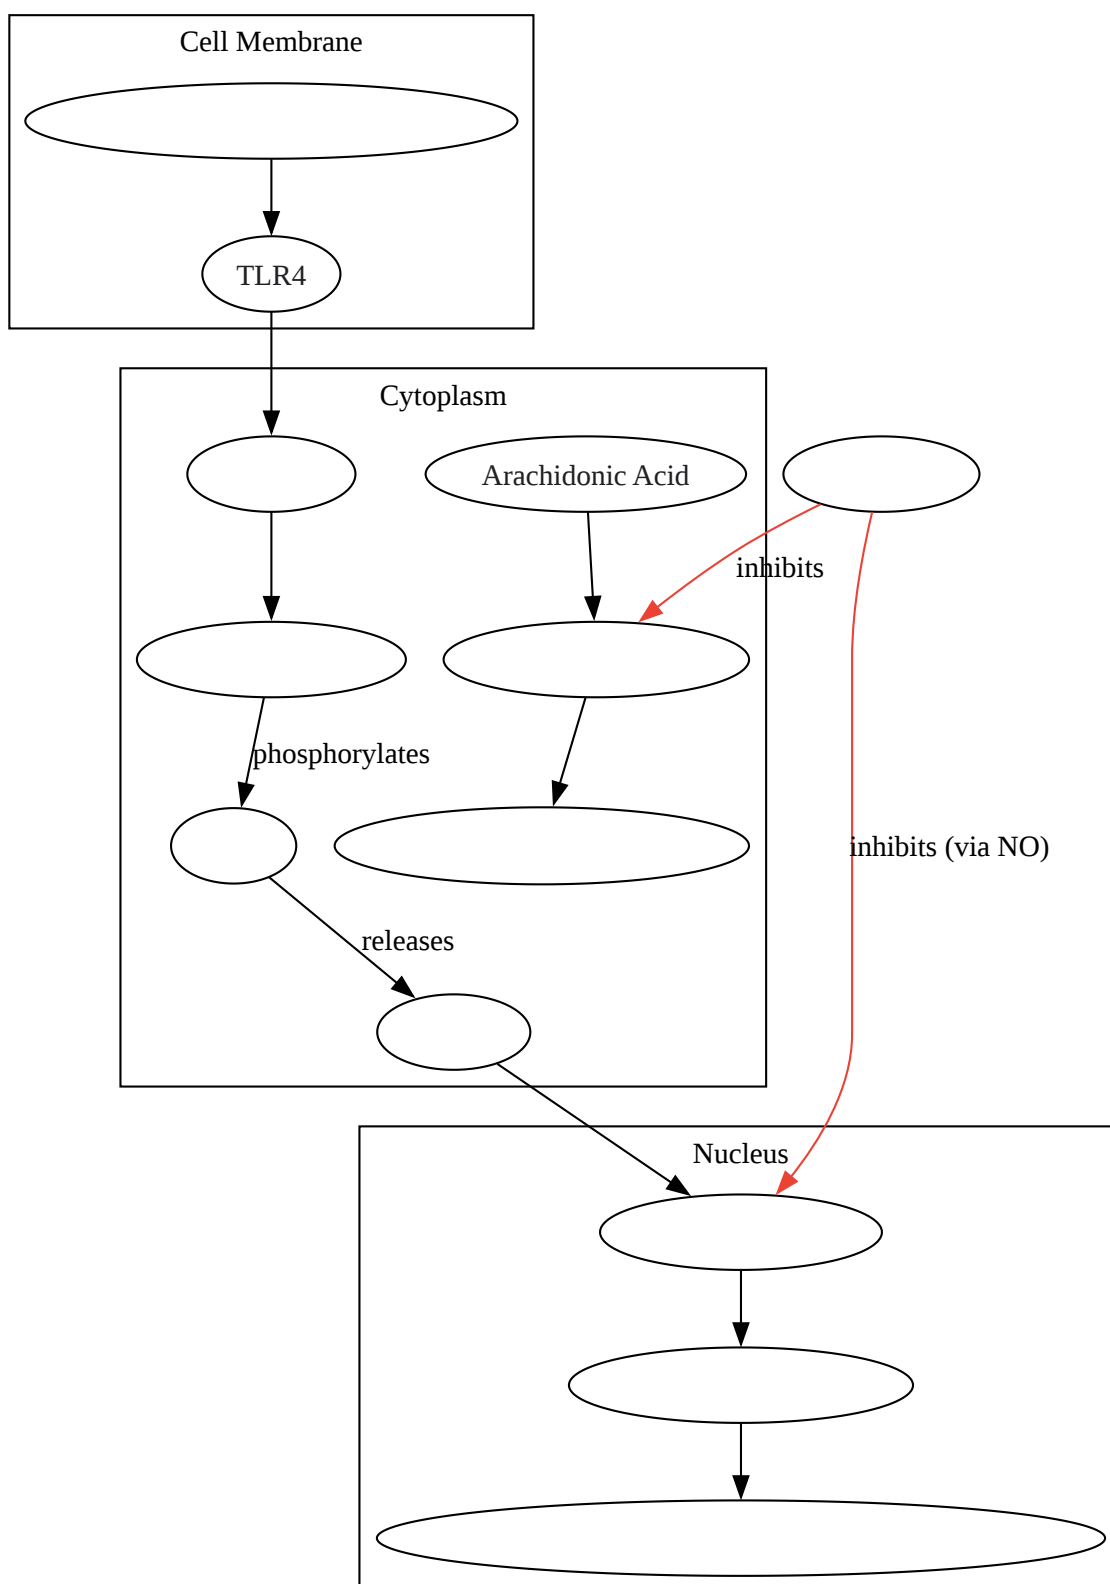 Cell Membrane
TLR4
Cytoplasm
Arachidonic Acid
inhibits
phosphorylates
inhibits (via NO)
releases
Nucleus